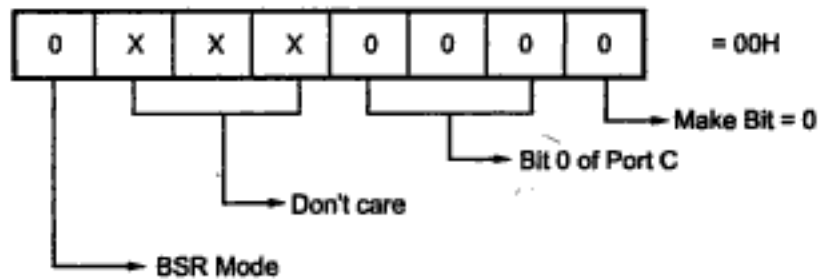 0 X X X 0 0 0 0 = 00H
Make Bit = 0
Bit 0 of Port C
Don't care
BSR Mode